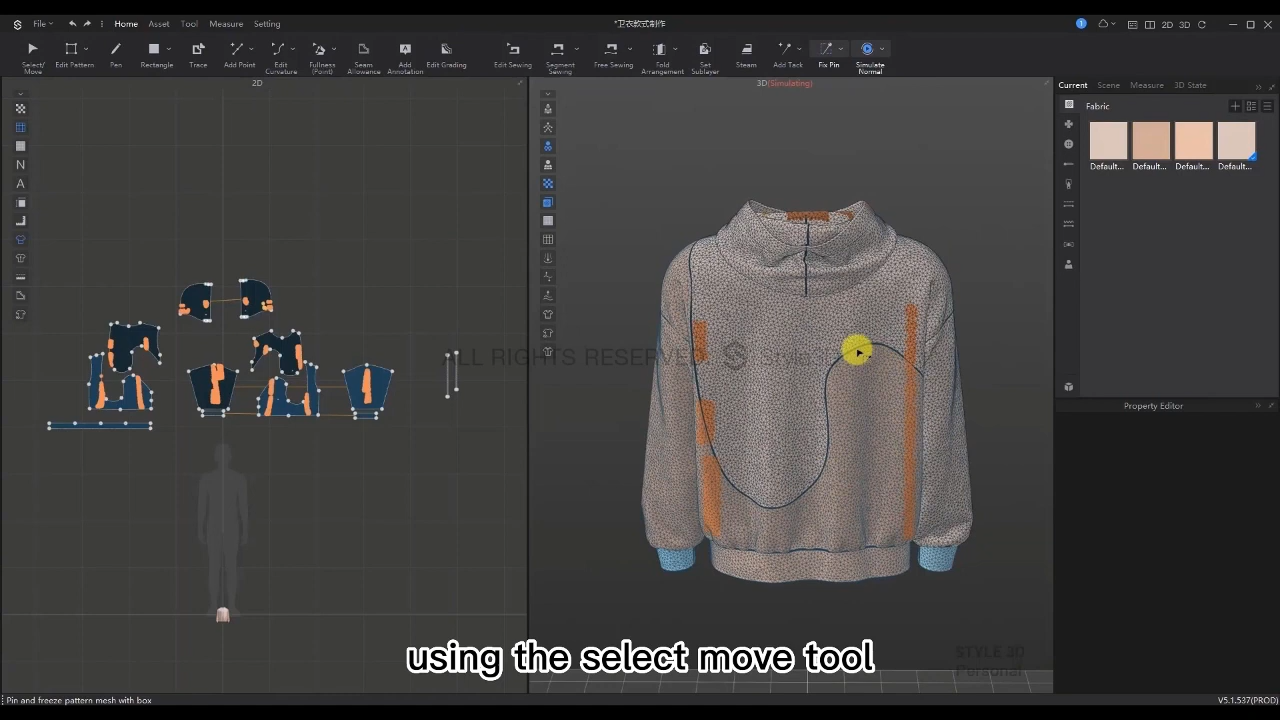 File
Home
Asset
Tool
Measure
Setting
*卫衣款式制作
1
2D
3D
Select/
Move
Edit Pattern
Pen
Rectangle
Trace
Add Point
Edit
Curvature
Fullness
(Point)
Seam
Allowance
Add
Annotation
Edit Grading
Edit Sewing
Segment
Sewing
Free Sewing
Fold
Arrangement
Set
Sublayer
Steam
Add Tack
Fix Pin
Simulate
Normal
2D
3D(Simulating)
Current
Scene
Measure
3D State
Fabric
Default...
Default...
Default...
Default...
N
A
ALL RIGHTS RESERVED
Property Editor
using the select move tool
STYLE 3D
Personal
Pin and freeze pattern mesh with box
V5.1.537(PROD)